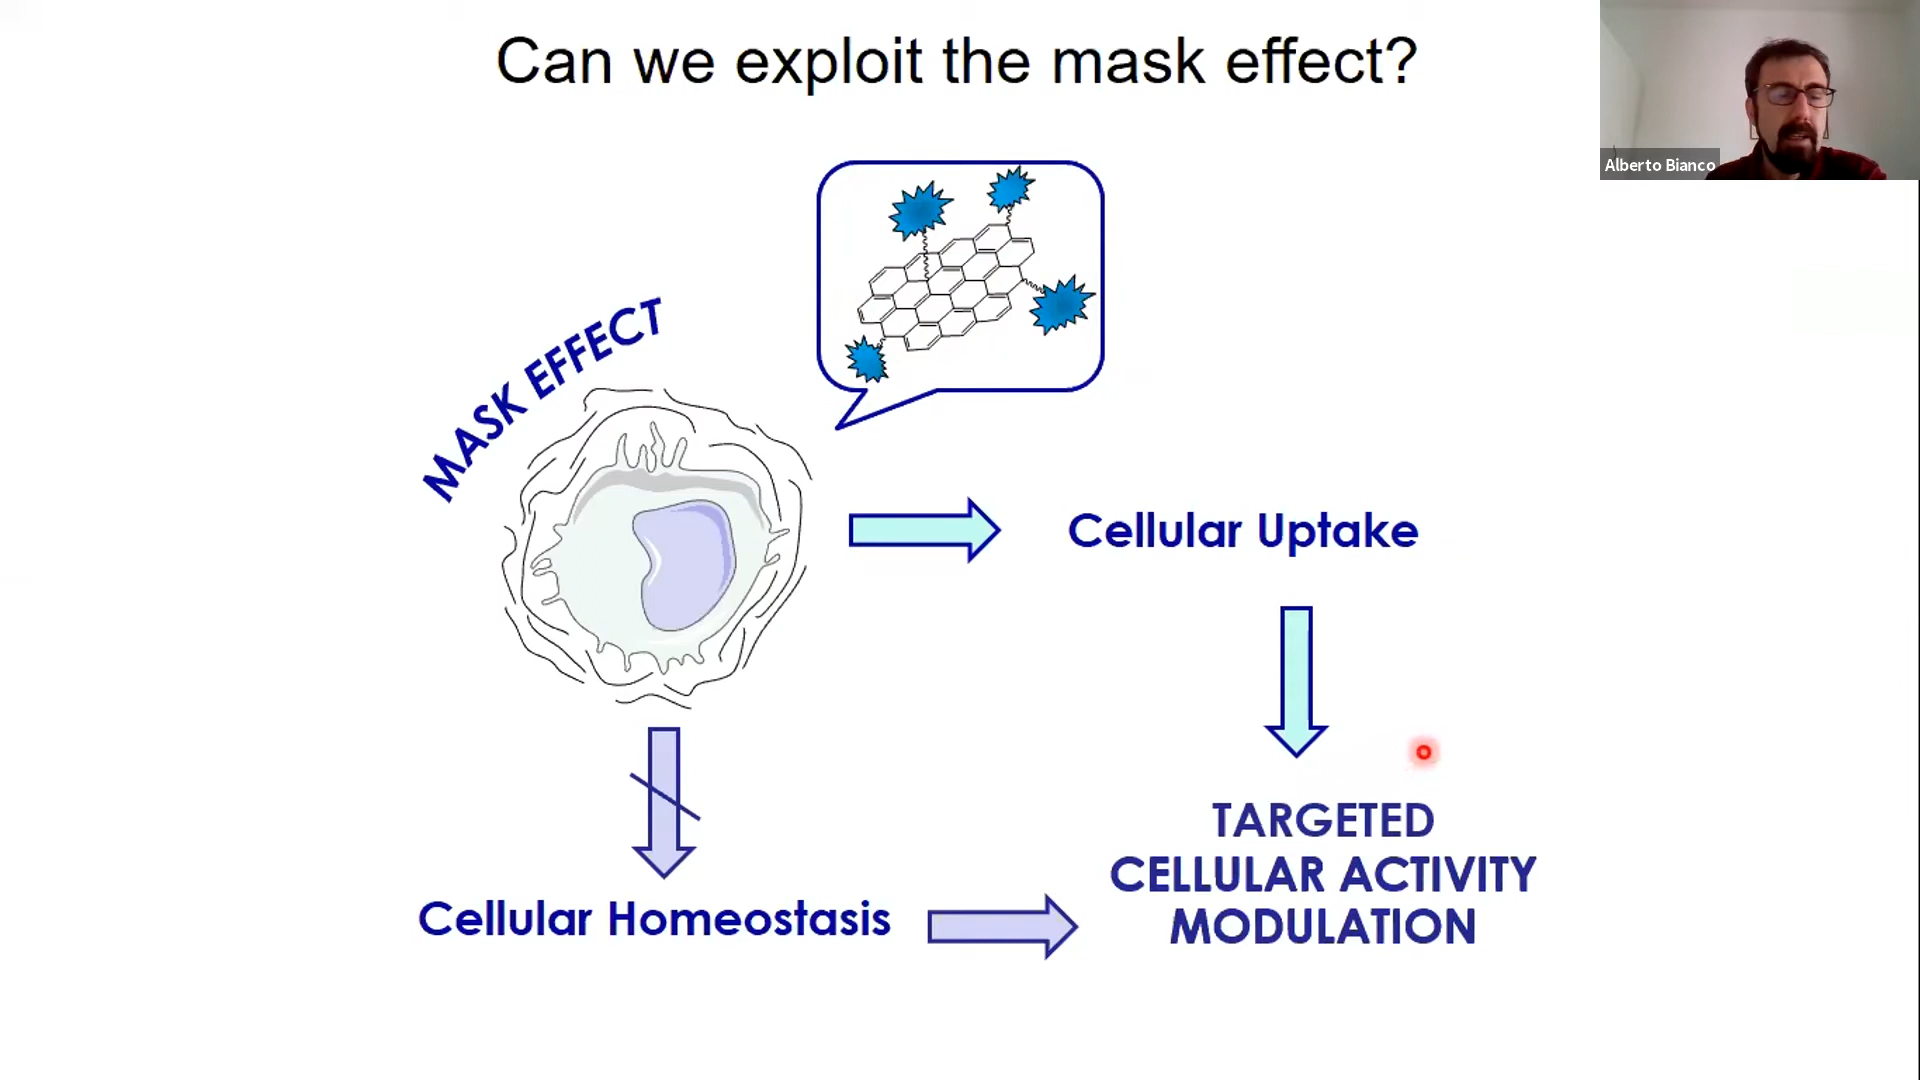 Can we exploit the mask effect?
Alberto Bianco
MASK EFFECT
Cellular Uptake
TARGETED
CELLULAR ACTIVITY
MODULATION
Cellular Homeostasis